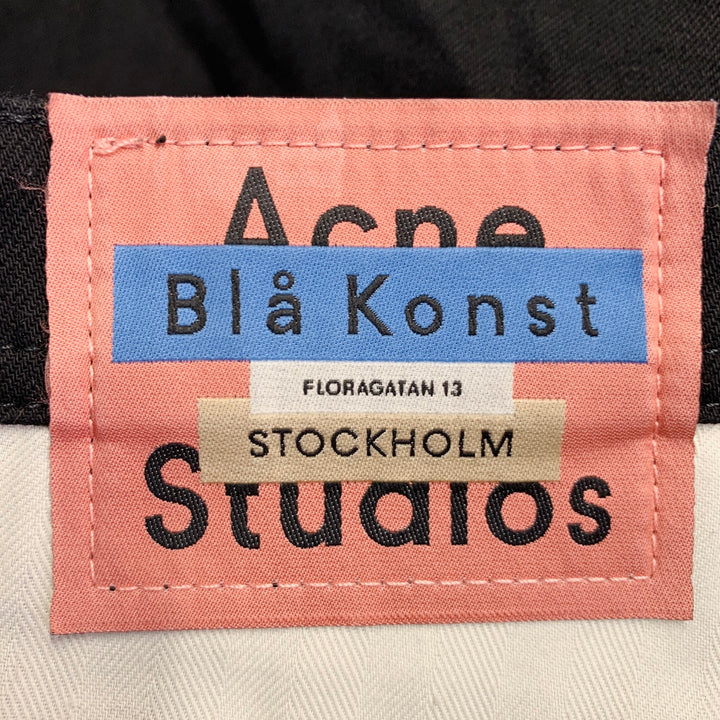 Acne
Blå Konst
FLORAGATAN 13
STOCKHOLM
Studios